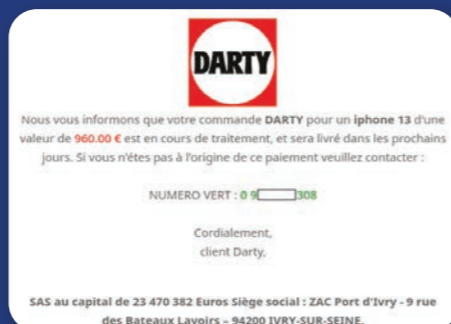 DARTY
Nous vous informons que votre commande DARTY pour un iphone 13 d'une
valeur de 960.00 € est en cours de traitement, et sera livré dans les prochains
jours. Si vous n'êtes pas à l'origine de ce paiement veuillez contacter :
NUMERO VERT : 0 9 308
Cordialement,
client Darty,
SAS au capital de 23 470 382 Euros Siège social : ZAC Port d'Ivry - 9 rue
des Bateaux Lavoirs – 94200 IVRY-SUR-SEINE.